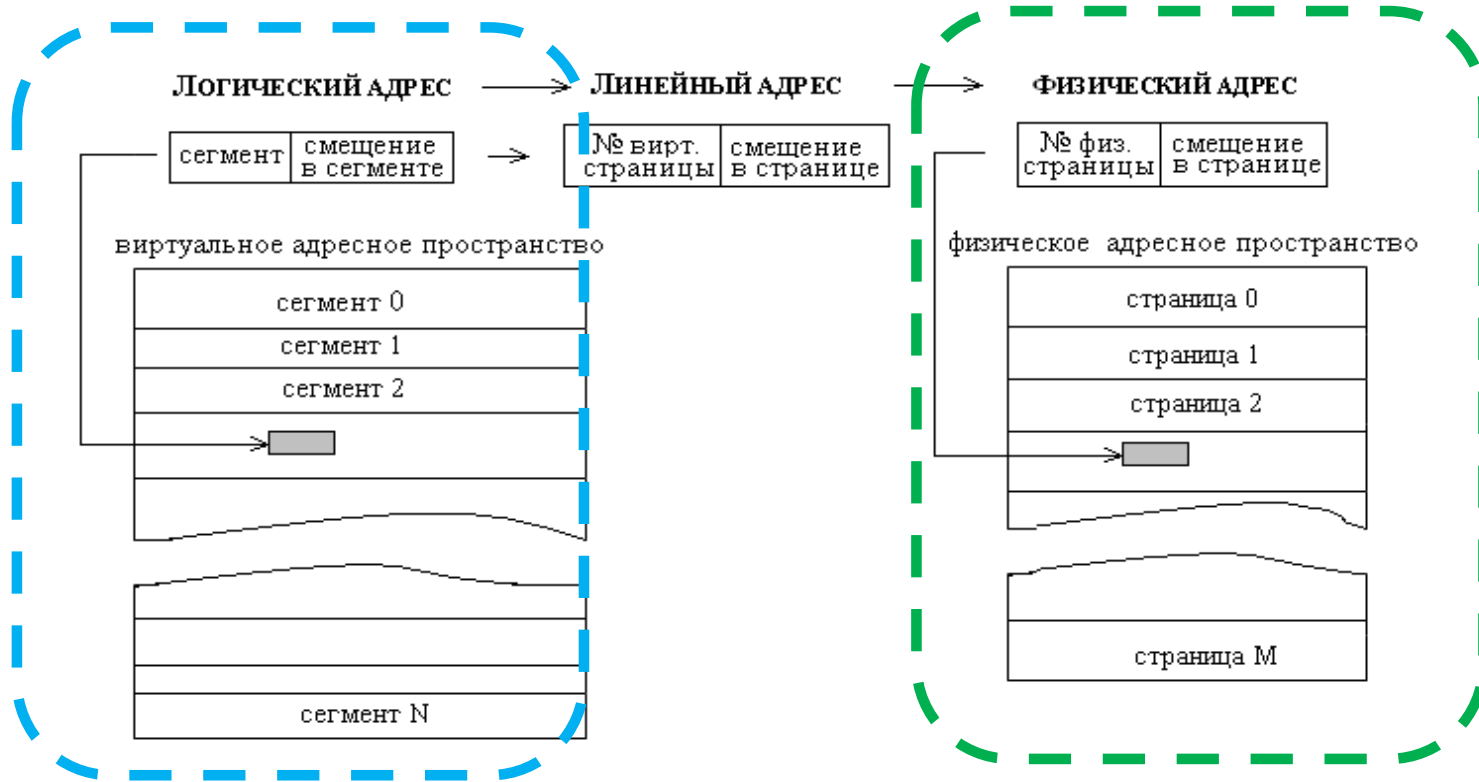 ЛОГИЧЕСКИЙ АДРЕС
ЛИНЕЙНЫЙ АДРЕС
ФИЗИЧЕСКИЙ АДРЕС
сегмент
смещение
в сегменте
№ вирт.
страницы
смещение
в странице
№ физ.
страницы
смещение
в странице
виртуальное адресное пространство
сегмент 0
сегмент 1
сегмент 2
сегмент N
физическое адресное пространство
страница 0
страница 1
страница 2
страница M